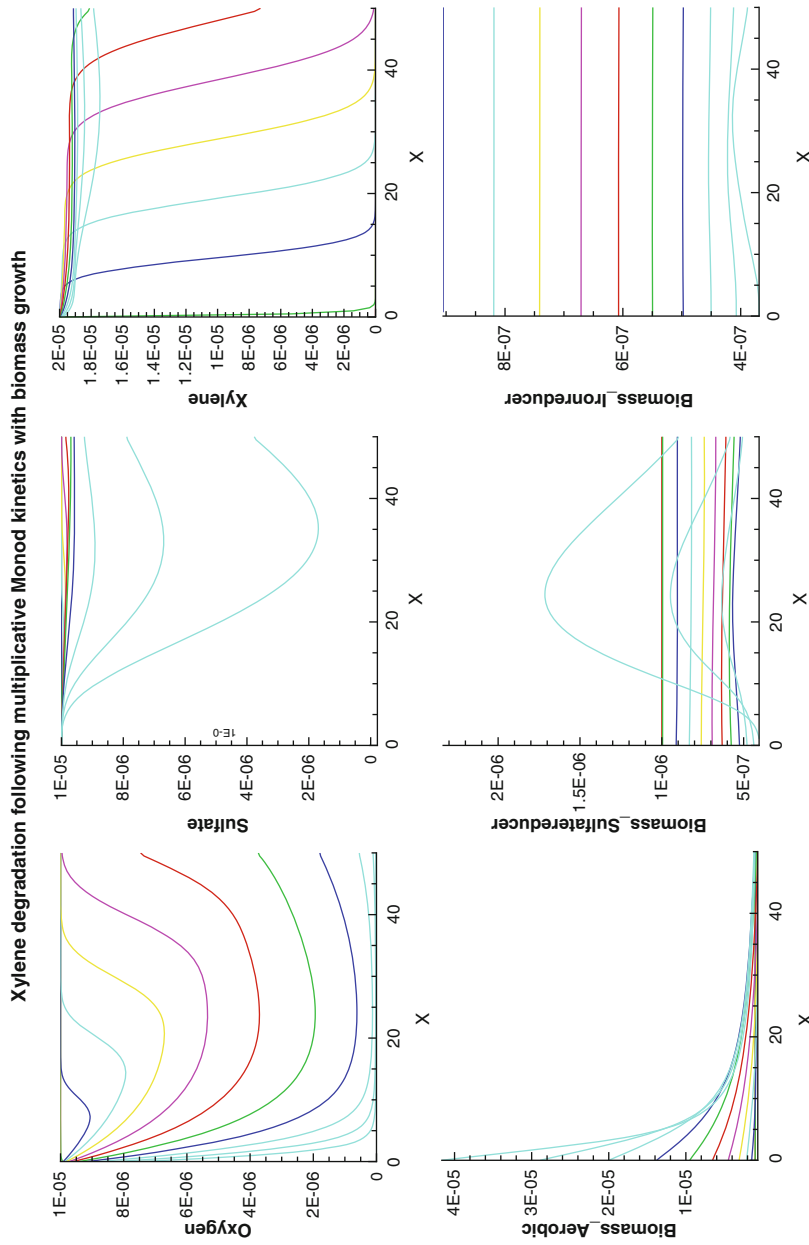 Xylene degradation following multiplicative Monod kinetics with biomass growth
Oxygen
1E-05
8E-06
6E-06
4E-06
2E-06
0
0
20
40
X
Sulfate
1E-05
8E-06
6E-06
4E-06
2E-06
0
1E-0
0
20
40
X
Xylene
2E-05
1.8E-05
1.6E-05
1.4E-05
1.2E-05
1E-05
8E-06
6E-06
4E-06
2E-06
0
0
20
40
X
Biomass_Aerobic
4E-05
3E-05
2E-05
1E-05
0
20
40
X
Biomass_Sulfatereducer
2E-06
1.5E-06
1E-06
5E-07
0
20
40
X
Biomass_Ironreducer
8E-07
6E-07
4E-07
0
20
40
X